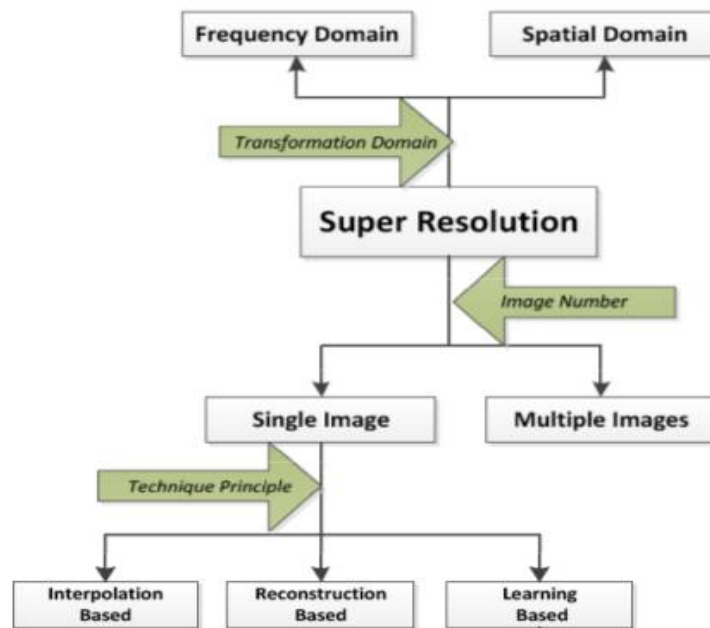 Frequency Domain
Spatial Domain
Transformation Domain
Super Resolution
Image Number
Single Image
Multiple Images
Technique Principle
Interpolation
Based
Reconstruction
Based
Learning
Based